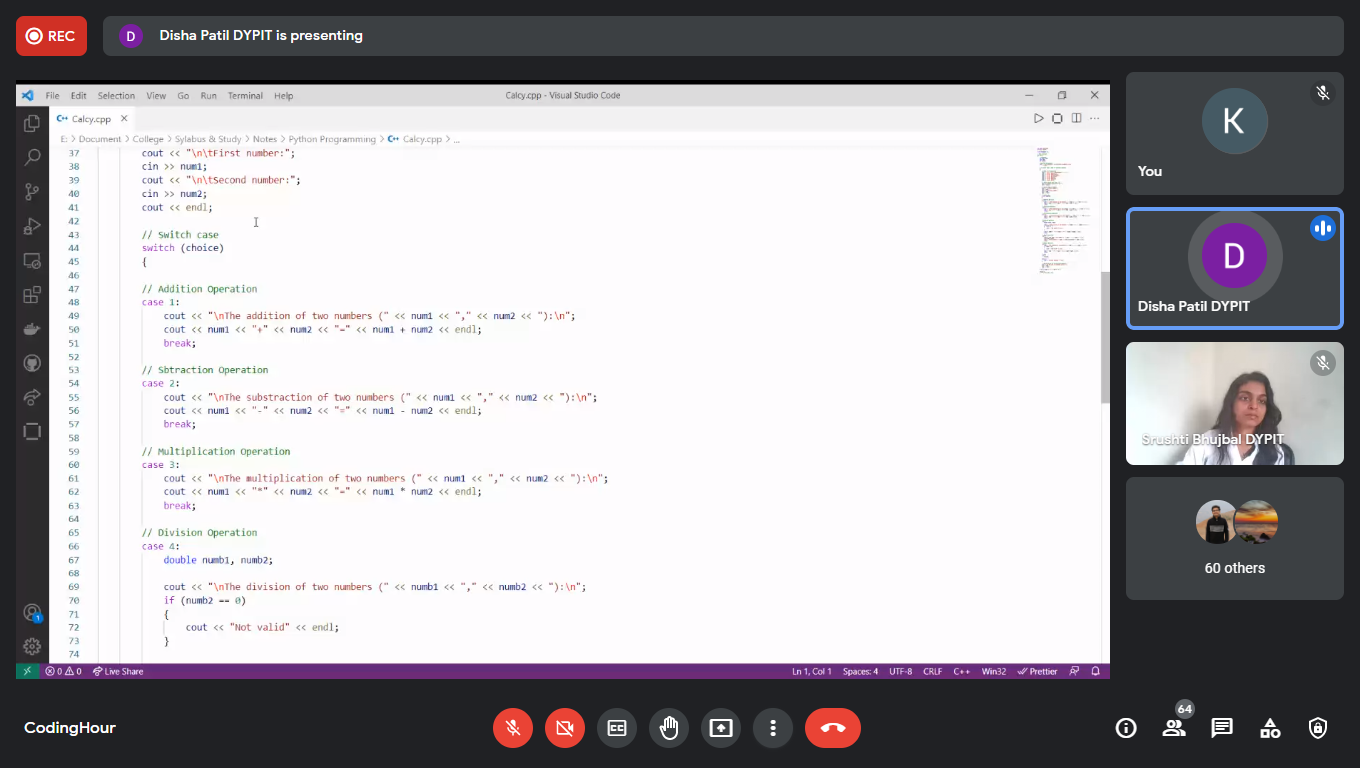 REC
D
Disha Patil DYPIT is presenting
File Edit Selection View Go Run Terminal Help
Calcy.cpp - Visual Studio Code
C++ Calcy.cpp
E: > Document > College > Sylabus & Study > Notes > Python Programming > C++ Calcy.cpp > ...
37 cout << "\n\tFirst number:";
38 cin >> num1;
39 cout << "\n\tSecond number:";
40 cin >> num2;
41 cout << endl;
42
43 // Switch case
44 switch (choice)
45 {
46
47 // Addition Operation
48 case 1:
49 cout << "\nThe addition of two numbers (" << num1 << "," << num2 << "):\n";
50 cout << num1 << "+" << num2 << "=" << num1 + num2 << endl;
51 break;
52
53 // Sbtraction Operation
54 case 2:
55 cout << "\nThe substraction of two numbers (" << num1 << "," << num2 << "):\n";
56 cout << num1 << "-" << num2 << "=" << num1 - num2 << endl;
57 break;
58
59 // Multiplication Operation
60 case 3:
61 cout << "\nThe multiplication of two numbers (" << num1 << "," << num2 << "):\n";
62 cout << num1 << "*" << num2 << "=" << num1 * num2 << endl;
63 break;
64
65 // Division Operation
66 case 4:
67 double numb1, numb2;
68
69 cout << "\nThe division of two numbers (" << numb1 << "," << numb2 << "):\n";
70 if (numb2 == 0)
71 {
72 cout << "Not valid" << endl;
73 }
74
1
0 0 Live Share
Ln 1, Col 1 Spaces: 4 UTF-8 CRLF C++ Win32 Prettier
K
You
D
Disha Patil DYPIT
Srushti Bhujbal DYPIT
60 others
CodingHour
CC
64